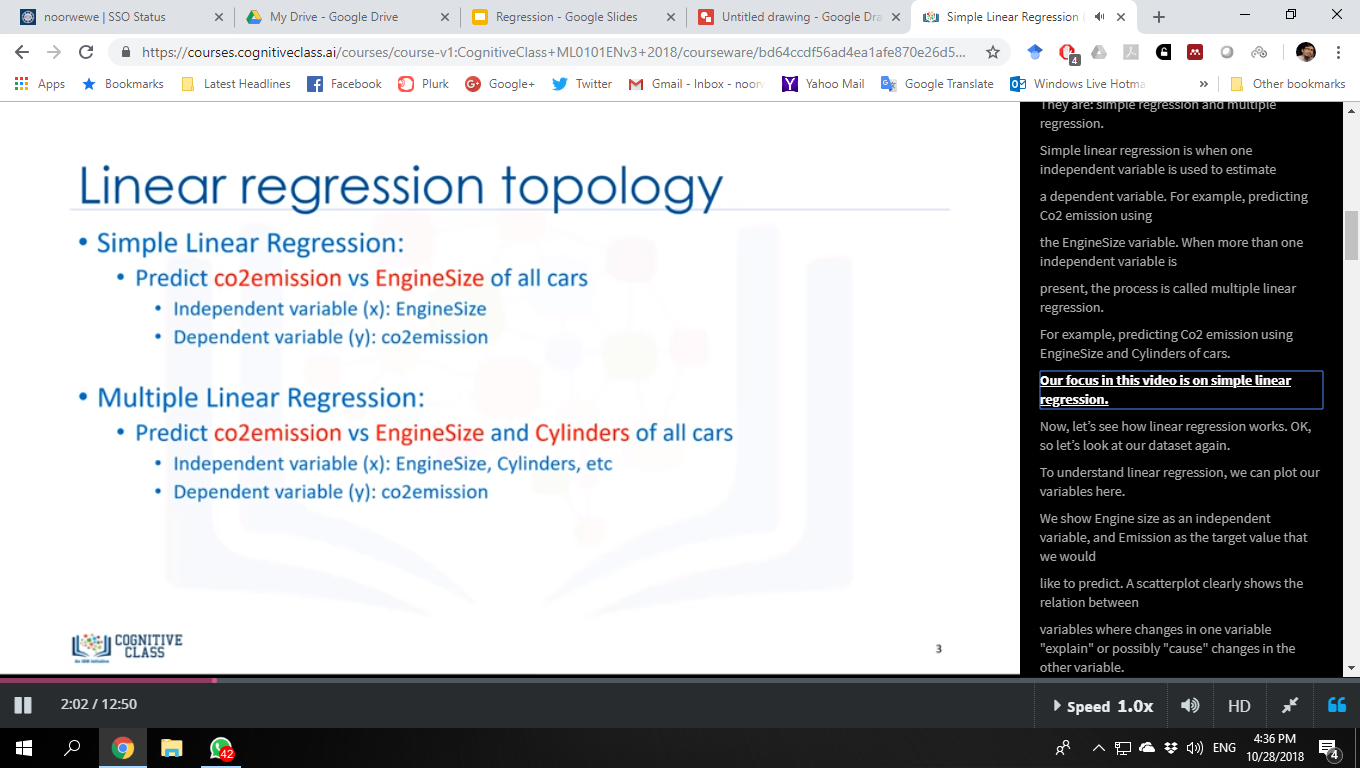 noorwewe | SSO Status
My Drive - Google Drive
Regression - Google Slides
Untitled drawing - Google Dra
Simple Linear Regression
https://courses.cognitiveclass.ai/courses/course-v1:CognitiveClass+ML0101ENv3+2018/courseware/bd64ccdf56ad4ea1afe870e26d5...
4
Apps
Bookmarks
Latest Headlines
Facebook
Plurk
Google+
Twitter
Gmail - Inbox - noorw
Yahoo Mail
Google Translate
Windows Live Hotma
»
Other bookmarks
Linear regression topology
• Simple Linear Regression:
• Predict co2emission vs EngineSize of all cars
• Independent variable (x): EngineSize
• Dependent variable (y): co2emission
• Multiple Linear Regression:
• Predict co2emission vs EngineSize and Cylinders of all cars
• Independent variable (x): EngineSize, Cylinders, etc
• Dependent variable (y): co2emission
COGNITIVE
CLASS
An IBM Initiative
3
They are: simple regression and multiple
regression.
Simple linear regression is when one
independent variable is used to estimate
a dependent variable. For example, predicting
Co2 emission using
the EngineSize variable. When more than one
independent variable is
present, the process is called multiple linear
regression.
For example, predicting Co2 emission using
EngineSize and Cylinders of cars.
Our focus in this video is on simple linear
regression.
Now, let's see how linear regression works. OK,
so let's look at our dataset again.
To understand linear regression, we can plot our
variables here.
We show Engine size as an independent
variable, and Emission as the target value that
we would
like to predict. A scatterplot clearly shows the
relation between
variables where changes in one variable
"explain" or possibly "cause" changes in the
other variable.
2:02 / 12:50
Speed 1.0x
HD
42
ENG
4:36 PM
10/28/2018
4